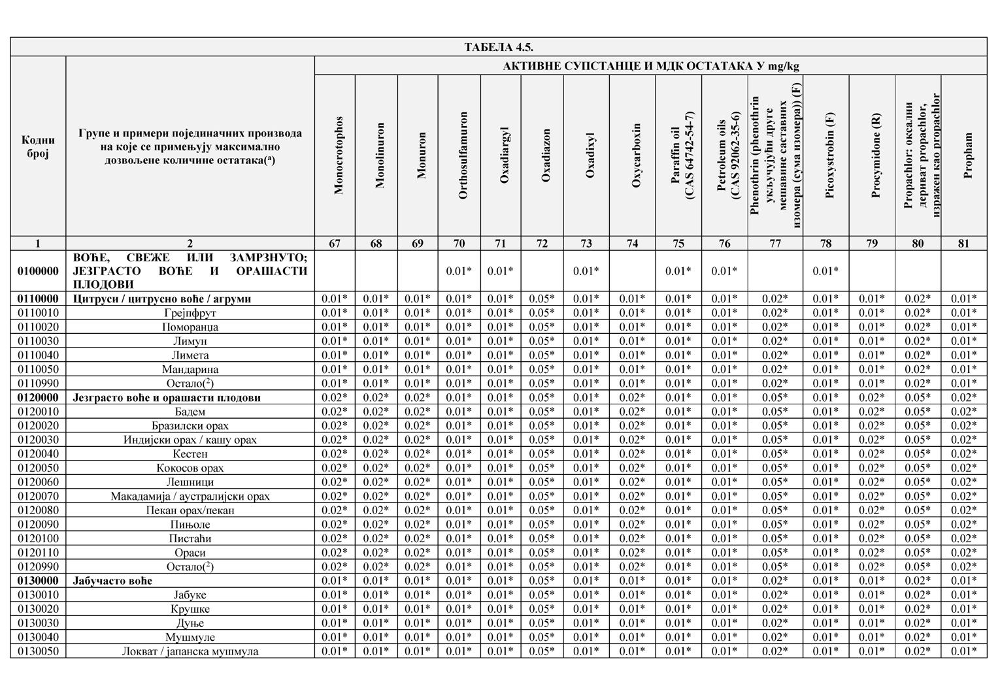 ТАБЕЛА 4.5.
Кодни број
Групе и примери појединачних производа на које се примењују максимално дозвољене количине остатака(ᵃ)
АКТИВНЕ СУПСТАНЦЕ И МДК ОСТАТАКА У mg/kg
Monocrotophos
Monolinuron
Monuron
Orthosulfamuron
Oxadiargyl
Oxadiazon
Oxadixyl
Oxycarboxin
Paraffin oil (CAS 64742-54-7)
Petroleum oils (CAS 92062-35-6)
Phenothrin (phenothrin укључујући друге мешавине саставних изомера (сума изомера)) (F)
Picoxystrobin (F)
Procymidone (R)
Propachlor: оксални дериват propachlor, изражен као propachlor
Propham
1 2 67 68 69 70 71 72 73 74 75 76 77 78 79 80 81
0100000 ВОЋЕ, СВЕЖЕ ИЛИ ЗАМРЗНУТО; ЈЕЗГРАСТО ВОЋЕ И ОРАШАСТИ ПЛОДОВИ 0.01* 0.01* 0.01* 0.01* 0.01* 0.01*
0110000 Цитруси / цитрусно воће / агруми 0.01* 0.01* 0.01* 0.01* 0.01* 0.05* 0.01* 0.01* 0.01* 0.01* 0.02* 0.01* 0.01* 0.02* 0.01*
0110010 Грејпфрут 0.01* 0.01* 0.01* 0.01* 0.01* 0.05* 0.01* 0.01* 0.01* 0.01* 0.02* 0.01* 0.01* 0.02* 0.01*
0110020 Поморанџа 0.01* 0.01* 0.01* 0.01* 0.01* 0.05* 0.01* 0.01* 0.01* 0.01* 0.02* 0.01* 0.01* 0.02* 0.01*
0110030 Лимун 0.01* 0.01* 0.01* 0.01* 0.01* 0.05* 0.01* 0.01* 0.01* 0.01* 0.02* 0.01* 0.01* 0.02* 0.01*
0110040 Лимета 0.01* 0.01* 0.01* 0.01* 0.01* 0.05* 0.01* 0.01* 0.01* 0.01* 0.02* 0.01* 0.01* 0.02* 0.01*
0110050 Мандарина 0.01* 0.01* 0.01* 0.01* 0.01* 0.05* 0.01* 0.01* 0.01* 0.01* 0.02* 0.01* 0.01* 0.02* 0.01*
0110990 Остало(²) 0.01* 0.01* 0.01* 0.01* 0.01* 0.05* 0.01* 0.01* 0.01* 0.01* 0.02* 0.01* 0.01* 0.02* 0.01*
0120000 Језграсто воће и орашасти плодови 0.02* 0.02* 0.02* 0.01* 0.01* 0.05* 0.01* 0.02* 0.01* 0.01* 0.05* 0.01* 0.02* 0.05* 0.02*
0120010 Бадем 0.02* 0.02* 0.02* 0.01* 0.01* 0.05* 0.01* 0.02* 0.01* 0.01* 0.05* 0.01* 0.02* 0.05* 0.02*
0120020 Бразилски орах 0.02* 0.02* 0.02* 0.01* 0.01* 0.05* 0.01* 0.02* 0.01* 0.01* 0.05* 0.01* 0.02* 0.05* 0.02*
0120030 Индијски орах / кашу орах 0.02* 0.02* 0.02* 0.01* 0.01* 0.05* 0.01* 0.02* 0.01* 0.01* 0.05* 0.01* 0.02* 0.05* 0.02*
0120040 Кестен 0.02* 0.02* 0.02* 0.01* 0.01* 0.05* 0.01* 0.02* 0.01* 0.01* 0.05* 0.01* 0.02* 0.05* 0.02*
0120050 Кокосов орах 0.02* 0.02* 0.02* 0.01* 0.01* 0.05* 0.01* 0.02* 0.01* 0.01* 0.05* 0.01* 0.02* 0.05* 0.02*
0120060 Лешници 0.02* 0.02* 0.02* 0.01* 0.01* 0.05* 0.01* 0.02* 0.01* 0.01* 0.05* 0.01* 0.02* 0.05* 0.02*
0120070 Макадамија / аустралијски орах 0.02* 0.02* 0.02* 0.01* 0.01* 0.05* 0.01* 0.02* 0.01* 0.01* 0.05* 0.01* 0.02* 0.05* 0.02*
0120080 Пекан орах/пекан 0.02* 0.02* 0.02* 0.01* 0.01* 0.05* 0.01* 0.02* 0.01* 0.01* 0.05* 0.01* 0.02* 0.05* 0.02*
0120090 Пињоле 0.02* 0.02* 0.02* 0.01* 0.01* 0.05* 0.01* 0.02* 0.01* 0.01* 0.05* 0.01* 0.02* 0.05* 0.02*
0120100 Пистаћи 0.02* 0.02* 0.02* 0.01* 0.01* 0.05* 0.01* 0.02* 0.01* 0.01* 0.05* 0.01* 0.02* 0.05* 0.02*
0120110 Ораси 0.02* 0.02* 0.02* 0.01* 0.01* 0.05* 0.01* 0.02* 0.01* 0.01* 0.05* 0.01* 0.02* 0.05* 0.02*
0120990 Остало(²) 0.02* 0.02* 0.02* 0.01* 0.01* 0.05* 0.01* 0.02* 0.01* 0.01* 0.05* 0.01* 0.02* 0.05* 0.02*
0130000 Јабучасто воће 0.01* 0.01* 0.01* 0.01* 0.01* 0.05* 0.01* 0.01* 0.01* 0.01* 0.02* 0.01* 0.01* 0.02* 0.01*
0130010 Јабуке 0.01* 0.01* 0.01* 0.01* 0.01* 0.05* 0.01* 0.01* 0.01* 0.01* 0.02* 0.01* 0.01* 0.02* 0.01*
0130020 Крушке 0.01* 0.01* 0.01* 0.01* 0.01* 0.05* 0.01* 0.01* 0.01* 0.01* 0.02* 0.01* 0.01* 0.02* 0.01*
0130030 Дуње 0.01* 0.01* 0.01* 0.01* 0.01* 0.05* 0.01* 0.01* 0.01* 0.01* 0.02* 0.01* 0.01* 0.02* 0.01*
0130040 Мушмуле 0.01* 0.01* 0.01* 0.01* 0.01* 0.05* 0.01* 0.01* 0.01* 0.01* 0.02* 0.01* 0.01* 0.02* 0.01*
0130050 Локват / јапанска мушмула 0.01* 0.01* 0.01* 0.01* 0.01* 0.05* 0.01* 0.01* 0.01* 0.01* 0.02* 0.01* 0.01* 0.02* 0.01*